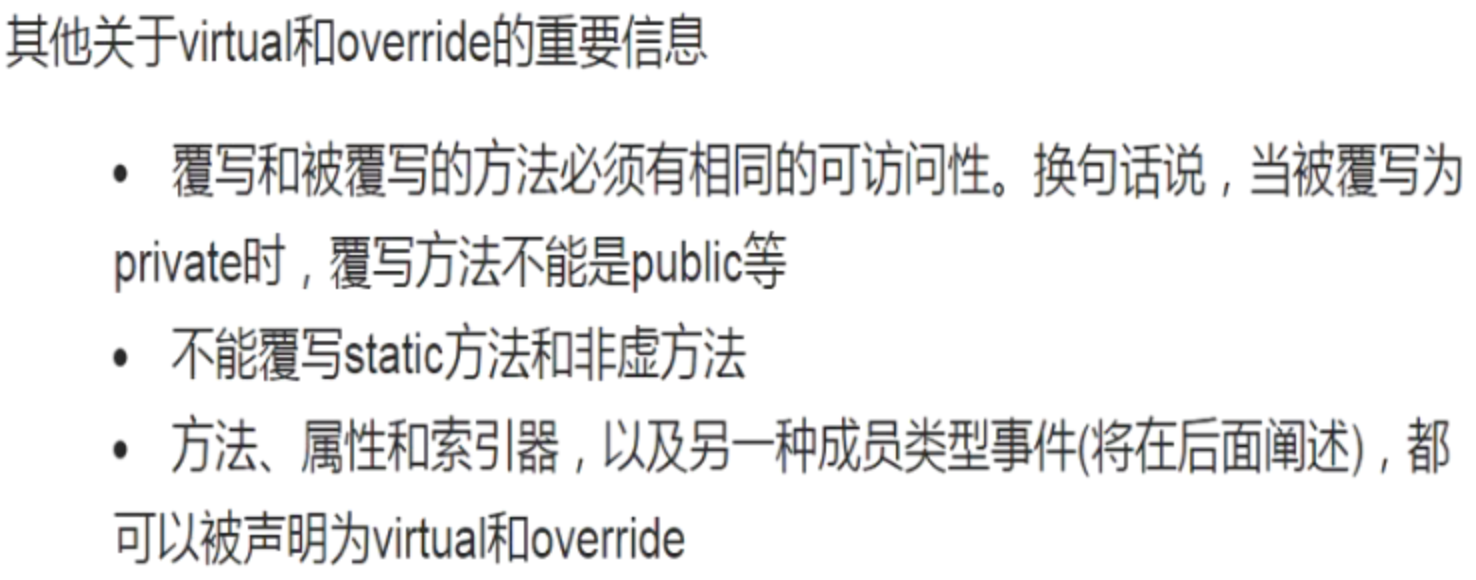 其他关于virtual和override的重要信息
• 覆写和被覆写的方法必须有相同的可访问性。换句话说，当被覆写为
private时，覆写方法不能是public等
• 不能覆写static方法和非虚方法
• 方法、属性和索引器，以及另一种成员类型事件(将在后面阐述)，都
可以被声明为virtual和override